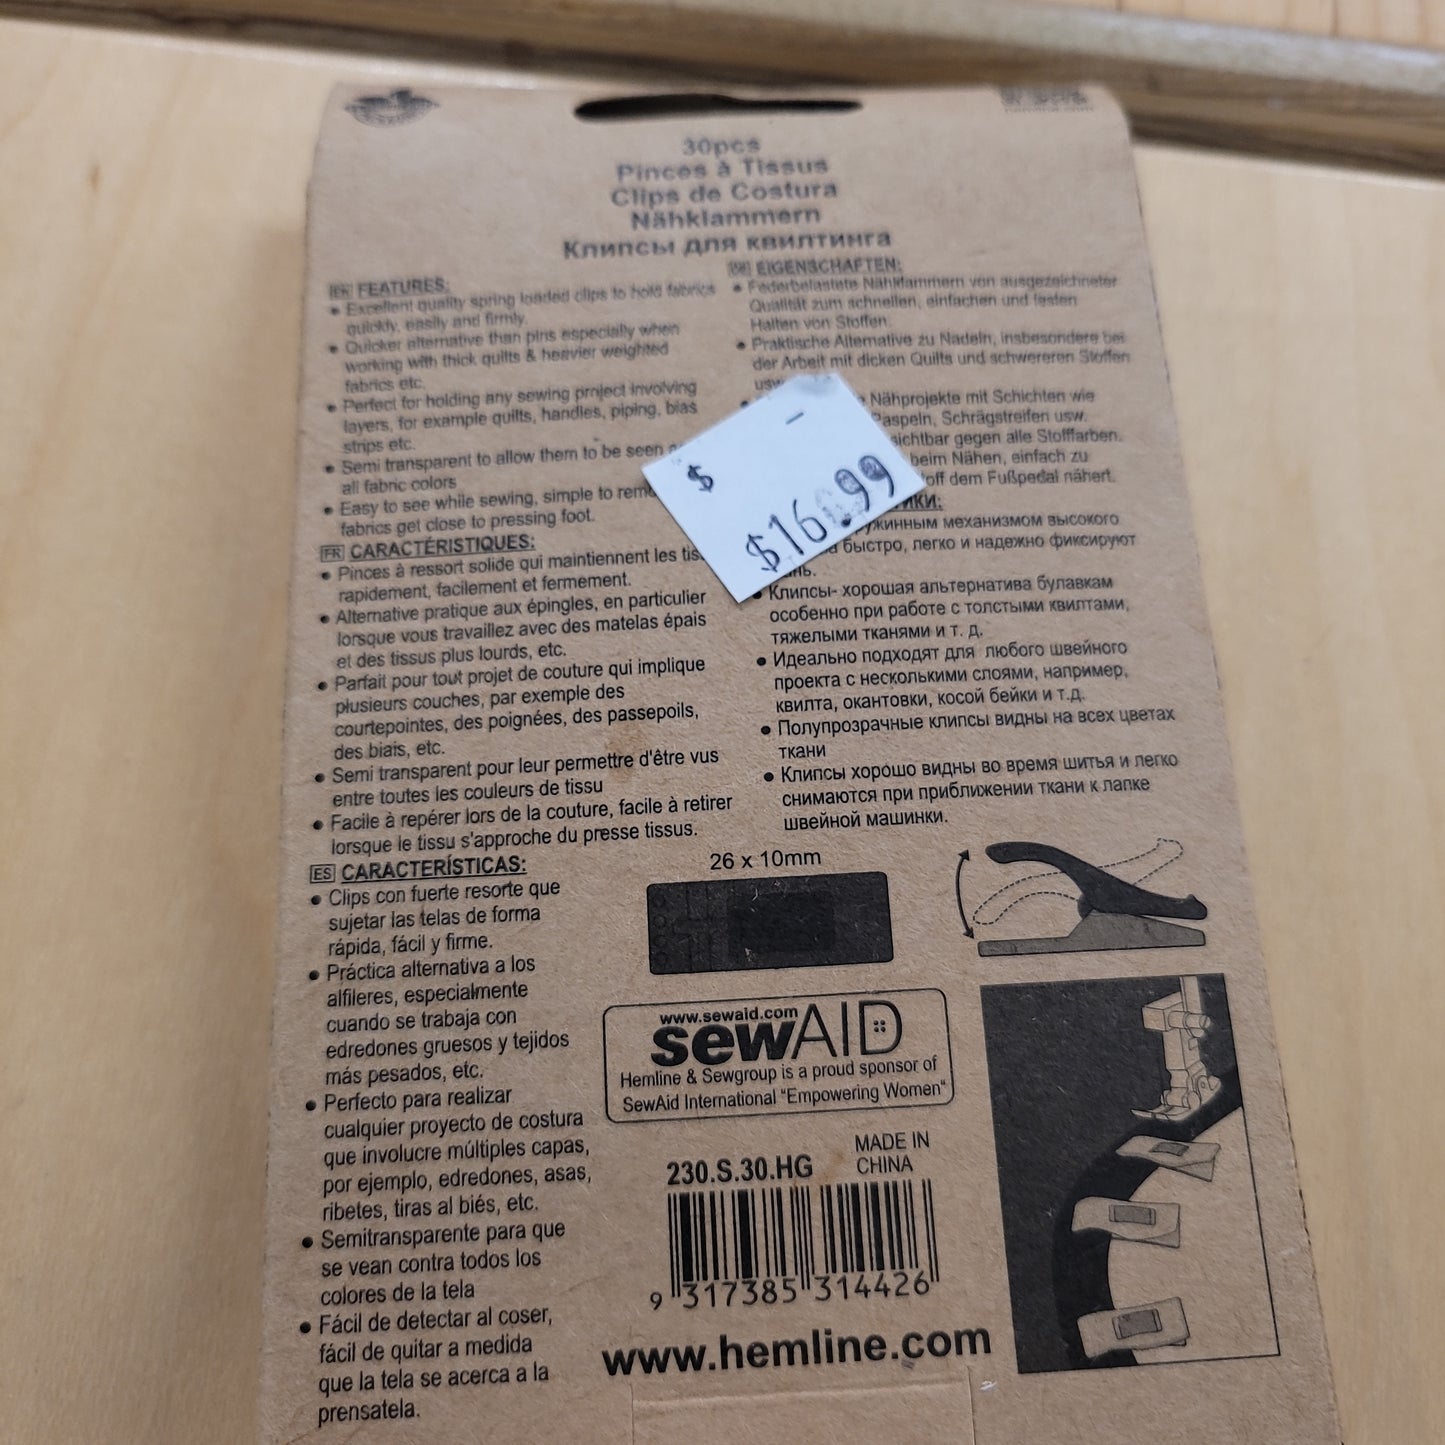 30pcs
Pinces à Tissus
Clips de Costura
Nähklammern
Клипсы для квилтинга
EN FEATURES:
• Excellent quality spring loaded clips to hold fabrics
quickly, easily and firmly.
• Quicker alternative than pins especially when
working with thick quilts & heavier weighted
fabrics etc.
• Perfect for holding any sewing project involving
layers, for example quilts, handles, piping, bias
strips etc.
• Semi transparent to allow them to be seen
all fabric colors
• Easy to see while sewing, simple to
fabrics get close to pressing foot.
FR CARACTÉRISTIQUES:
• Pinces à ressort solide qui maintiennent les
rapidement, facilement et fermement.
• Alternative pratique aux épingles, en particulier
lorsque vous travaillez avec des matelas épais
et des tissus plus lourds, etc.
• Parfait pour tout projet de couture qui implique
plusieurs couches, par exemple des
courtepointes, des poignées, des passepoils,
des biais, etc.
• Semi transparent pour leur permettre d'être vus
entre toutes les couleurs de tissu
• Facile à repérer lors de la couture, facile à retirer
lorsque le tissu s'approche du presse tissus.
ES CARACTERÍSTICAS:
• Clips con fuerte resorte que
sujetar las telas de forma
rápida, fácil y firme.
• Práctica alternativa a los
alfileres, especialmente
cuando se trabaja con
edredones gruesos y tejidos
más pesados, etc.
• Perfecto para realizar
cualquier proyecto de costura
que involucre múltiples capas,
por ejemplo, edredones, asas,
ribetes, tiras al biés, etc.
• Semitransparente para que
se vean contra todos los
colores de la tela
• Fácil de detectar al coser,
fácil de quitar a medida
que la tela se acerca a la
prensatela.
DE EIGENSCHAFTEN:
• Federbelastete Nähklammern von ausgezeichneter
Qualität zum schnellen, einfachen und festen
Halten von Stoffen.
• Praktische Alternative zu Nadeln, insbesondere bei
der Arbeit mit dicken Quilts und schwereren Stoffen
usw
Nähprojekte mit Schichten wie
Paspeln, Schrägstreifen usw.
sichtbar gegen alle Stofffarben.
beim Nähen, einfach zu
dem Fußpedal nähert.
$
$16.99
механизмом высокого
быстро, легко и надежно фиксируют
• Клипсы- хорошая альтернатива булавкам
особенно при работе с толстыми квилтами,
тяжелыми тканями и т. д.
• Идеально подходят для любого швейного
проекта с несколькими слоями, например,
квилта, окантовки, косой бейки и т.д.
• Полупрозрачные клипсы видны на всех цветах
ткани
• Клипсы хорошо видны во время шитья и легко
снимаются при приближении ткани к лапке
швейной машинки.
26 x 10mm
www.sewaid.com
sewAID
Hemline & Sewgroup is a proud sponsor of
SewAid International "Empowering Women"
230.S.30.HG
MADE IN
CHINA
9 317385 314426
www.hemline.com